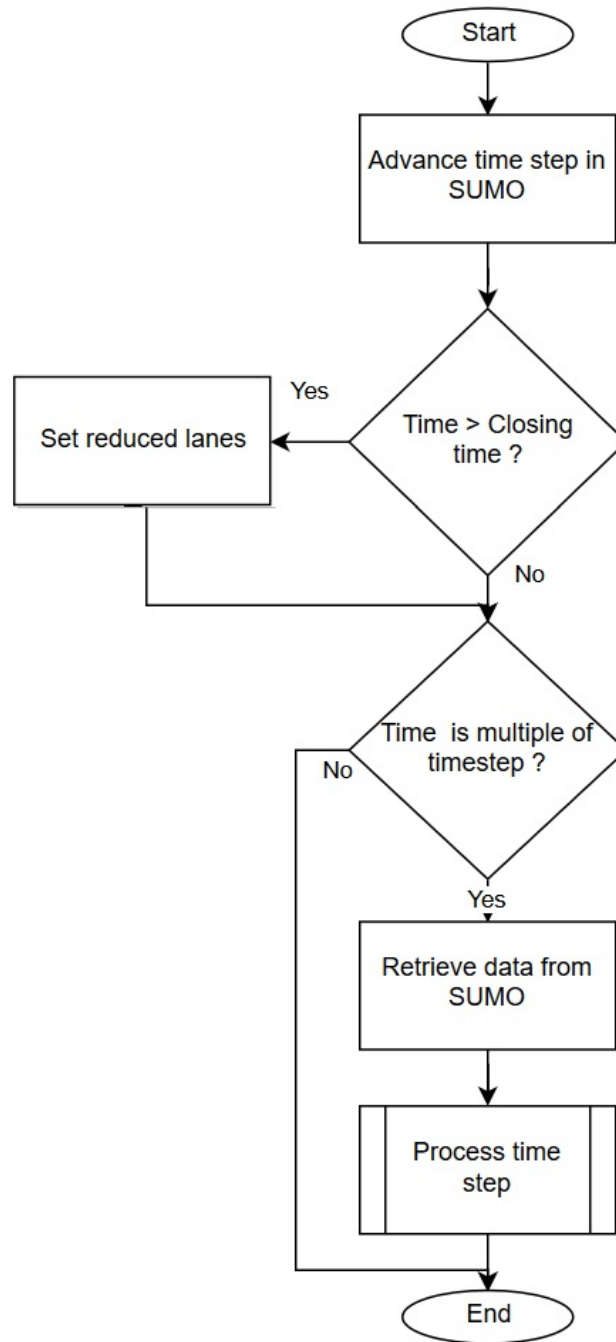 Start
Advance time step in
SUMO
Yes
Time > Closing
time ?
Set reduced lanes
No
Time is multiple of
timestep ?
No
Yes
Retrieve data from
SUMO
Process time
step
End